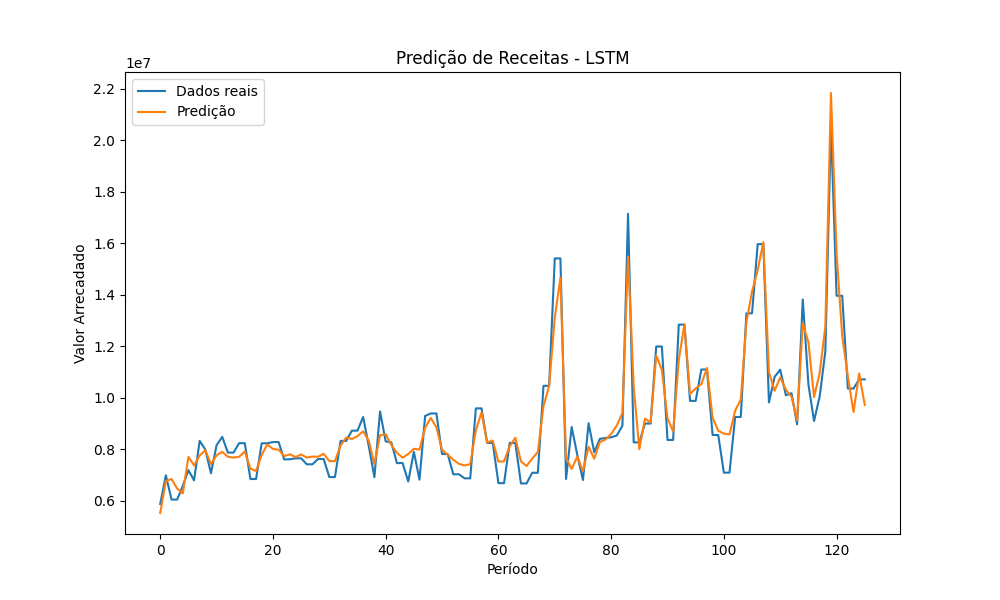 Predição de Receitas - LSTM
1e7
Dados reais
Predição
2.2
2.0
1.8
1.6
1.4
1.2
1.0
0.8
0.6
Valor Arrecadado
0
20
40
60
80
100
120
Período